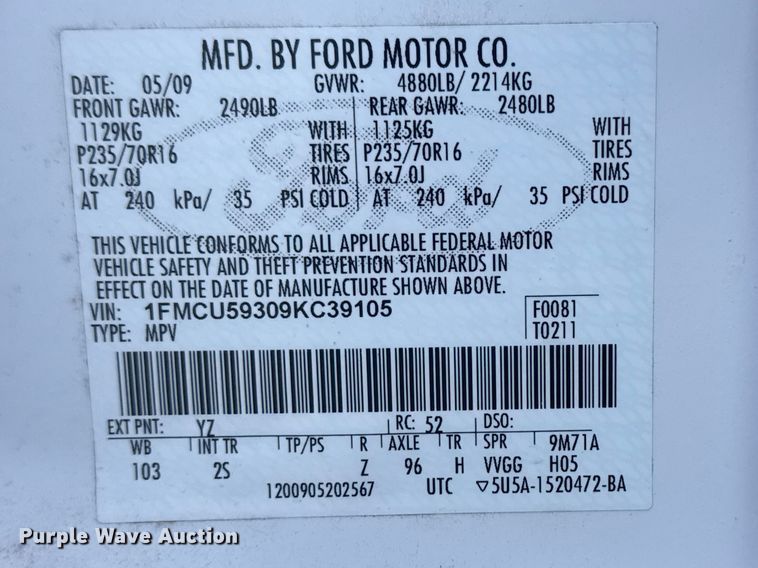 MFD. BY FORD MOTOR CO.
DATE: 05/09 GVWR: 4880LB/ 2214KG
FRONT GAWR: 2490LB REAR GAWR: 2480LB
1129KG WITH 1125KG WITH
P235/70R16 TIRES P235/70R16 TIRES
16x7.0J RIMS 16x7.0J RIMS
AT 240 kPa/ 35 PSI COLD AT 240 kPa/ 35 PSI COLD
Ford
THIS VEHICLE CONFORMS TO ALL APPLICABLE FEDERAL MOTOR
VEHICLE SAFETY AND THEFT PREVENTION STANDARDS IN
EFFECT ON THE DATE OF MANUFACTURE SHOWN ABOVE.
VIN: 1FMCU59309KC39105 F0081
TYPE: MPV T0211
EXT PNT: YZ RC: 52 DSO:
WB INT TR TP/PS R AXLE TR SPR 9M71A
103 2S Z 96 H VVGG H05
1200905202567 UTC ▽5U5A-1520472-BA
Purple Wave Auction